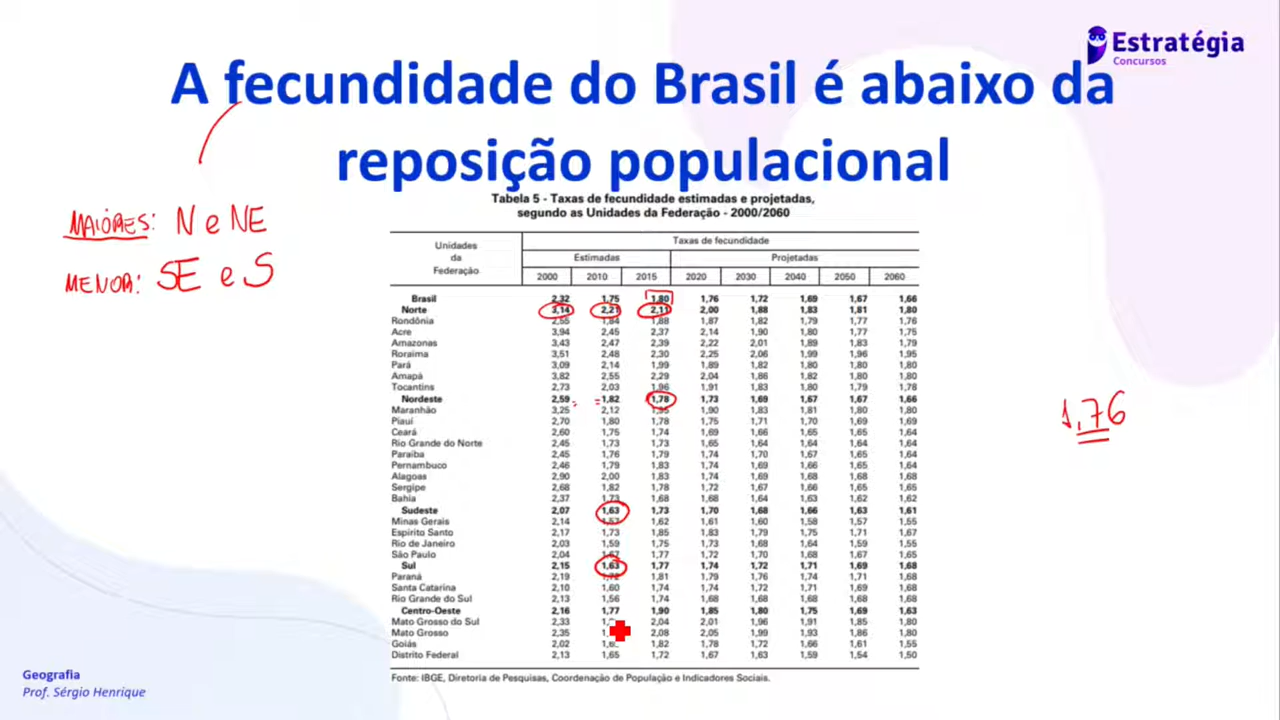 Estratégia
Concursos
A fecundidade do Brasil é abaixo da
reposição populacional
MAIORES: N e NE
MENOR: SE e S
1,76
Tabela 5 - Taxas de fecundidade estimadas e projetadas,
segundo as Unidades da Federação - 2000/2060
Unidades da Federação
Taxas de fecundidade
Estimadas Projetadas
2000 2010 2015 2020 2030 2040 2050 2060
Brasil 2,32 1,75 1,80 1,76 1,72 1,69 1,67 1,66
Norte 3,14 2,21 2,11 2,00 1,88 1,83 1,81 1,80
Rondônia 2,55 1,84 1,88 1,87 1,82 1,79 1,77 1,76
Acre 3,94 2,45 2,37 2,14 1,90 1,80 1,80 1,80
Amazonas 3,43 2,47 2,39 2,22 2,01 1,89 1,83 1,79
Roraima 3,51 2,48 2,30 2,25 2,06 1,99 1,96 1,95
Pará 3,09 2,14 1,99 1,89 1,82 1,80 1,80 1,80
Amapá 3,82 2,55 2,29 2,04 1,86 1,82 1,80 1,80
Tocantins 2,73 2,03 1,96 1,91 1,83 1,80 1,79 1,78
Nordeste 2,59 1,82 1,78 1,73 1,69 1,67 1,67 1,66
Maranhão 3,25 2,12 1,95 1,90 1,83 1,81 1,80 1,80
Piauí 2,70 1,80 1,78 1,75 1,71 1,70 1,69 1,69
Ceará 2,60 1,75 1,74 1,69 1,66 1,65 1,65 1,64
Rio Grande do Norte 2,45 1,73 1,73 1,65 1,64 1,64 1,64 1,64
Paraíba 2,45 1,76 1,79 1,74 1,70 1,67 1,65 1,64
Pernambuco 2,46 1,79 1,83 1,74 1,69 1,66 1,65 1,64
Alagoas 2,90 2,00 1,83 1,74 1,69 1,68 1,68 1,68
Sergipe 2,68 1,82 1,78 1,72 1,67 1,66 1,65 1,65
Bahia 2,37 1,73 1,68 1,68 1,64 1,63 1,62 1,62
Sudeste 2,07 1,63 1,73 1,70 1,68 1,66 1,63 1,61
Minas Gerais 2,14 1,57 1,62 1,61 1,60 1,58 1,57 1,55
Espírito Santo 2,17 1,73 1,85 1,83 1,79 1,75 1,71 1,67
Rio de Janeiro 2,03 1,59 1,75 1,73 1,68 1,64 1,59 1,55
São Paulo 2,04 1,67 1,77 1,72 1,70 1,68 1,67 1,65
Sul 2,15 1,63 1,77 1,74 1,72 1,71 1,69 1,68
Paraná 2,19 1,81 1,79 1,76 1,74 1,71 1,68
Santa Catarina 2,10 1,60 1,74 1,74 1,72 1,71 1,69 1,68
Rio Grande do Sul 2,13 1,56 1,74 1,68 1,68 1,68 1,68 1,68
Centro-Oeste 2,16 1,77 1,90 1,85 1,80 1,75 1,69 1,63
Mato Grosso do Sul 2,33 2,04 2,01 1,96 1,91 1,85 1,80
Mato Grosso 2,35 2,08 2,05 1,99 1,93 1,86 1,80
Goiás 2,02 1,82 1,78 1,72 1,66 1,61 1,55
Distrito Federal 2,13 1,65 1,72 1,67 1,63 1,59 1,54 1,50
Fonte: IBGE, Diretoria de Pesquisas, Coordenação de População e Indicadores Sociais.
Geografia
Prof. Sérgio Henrique